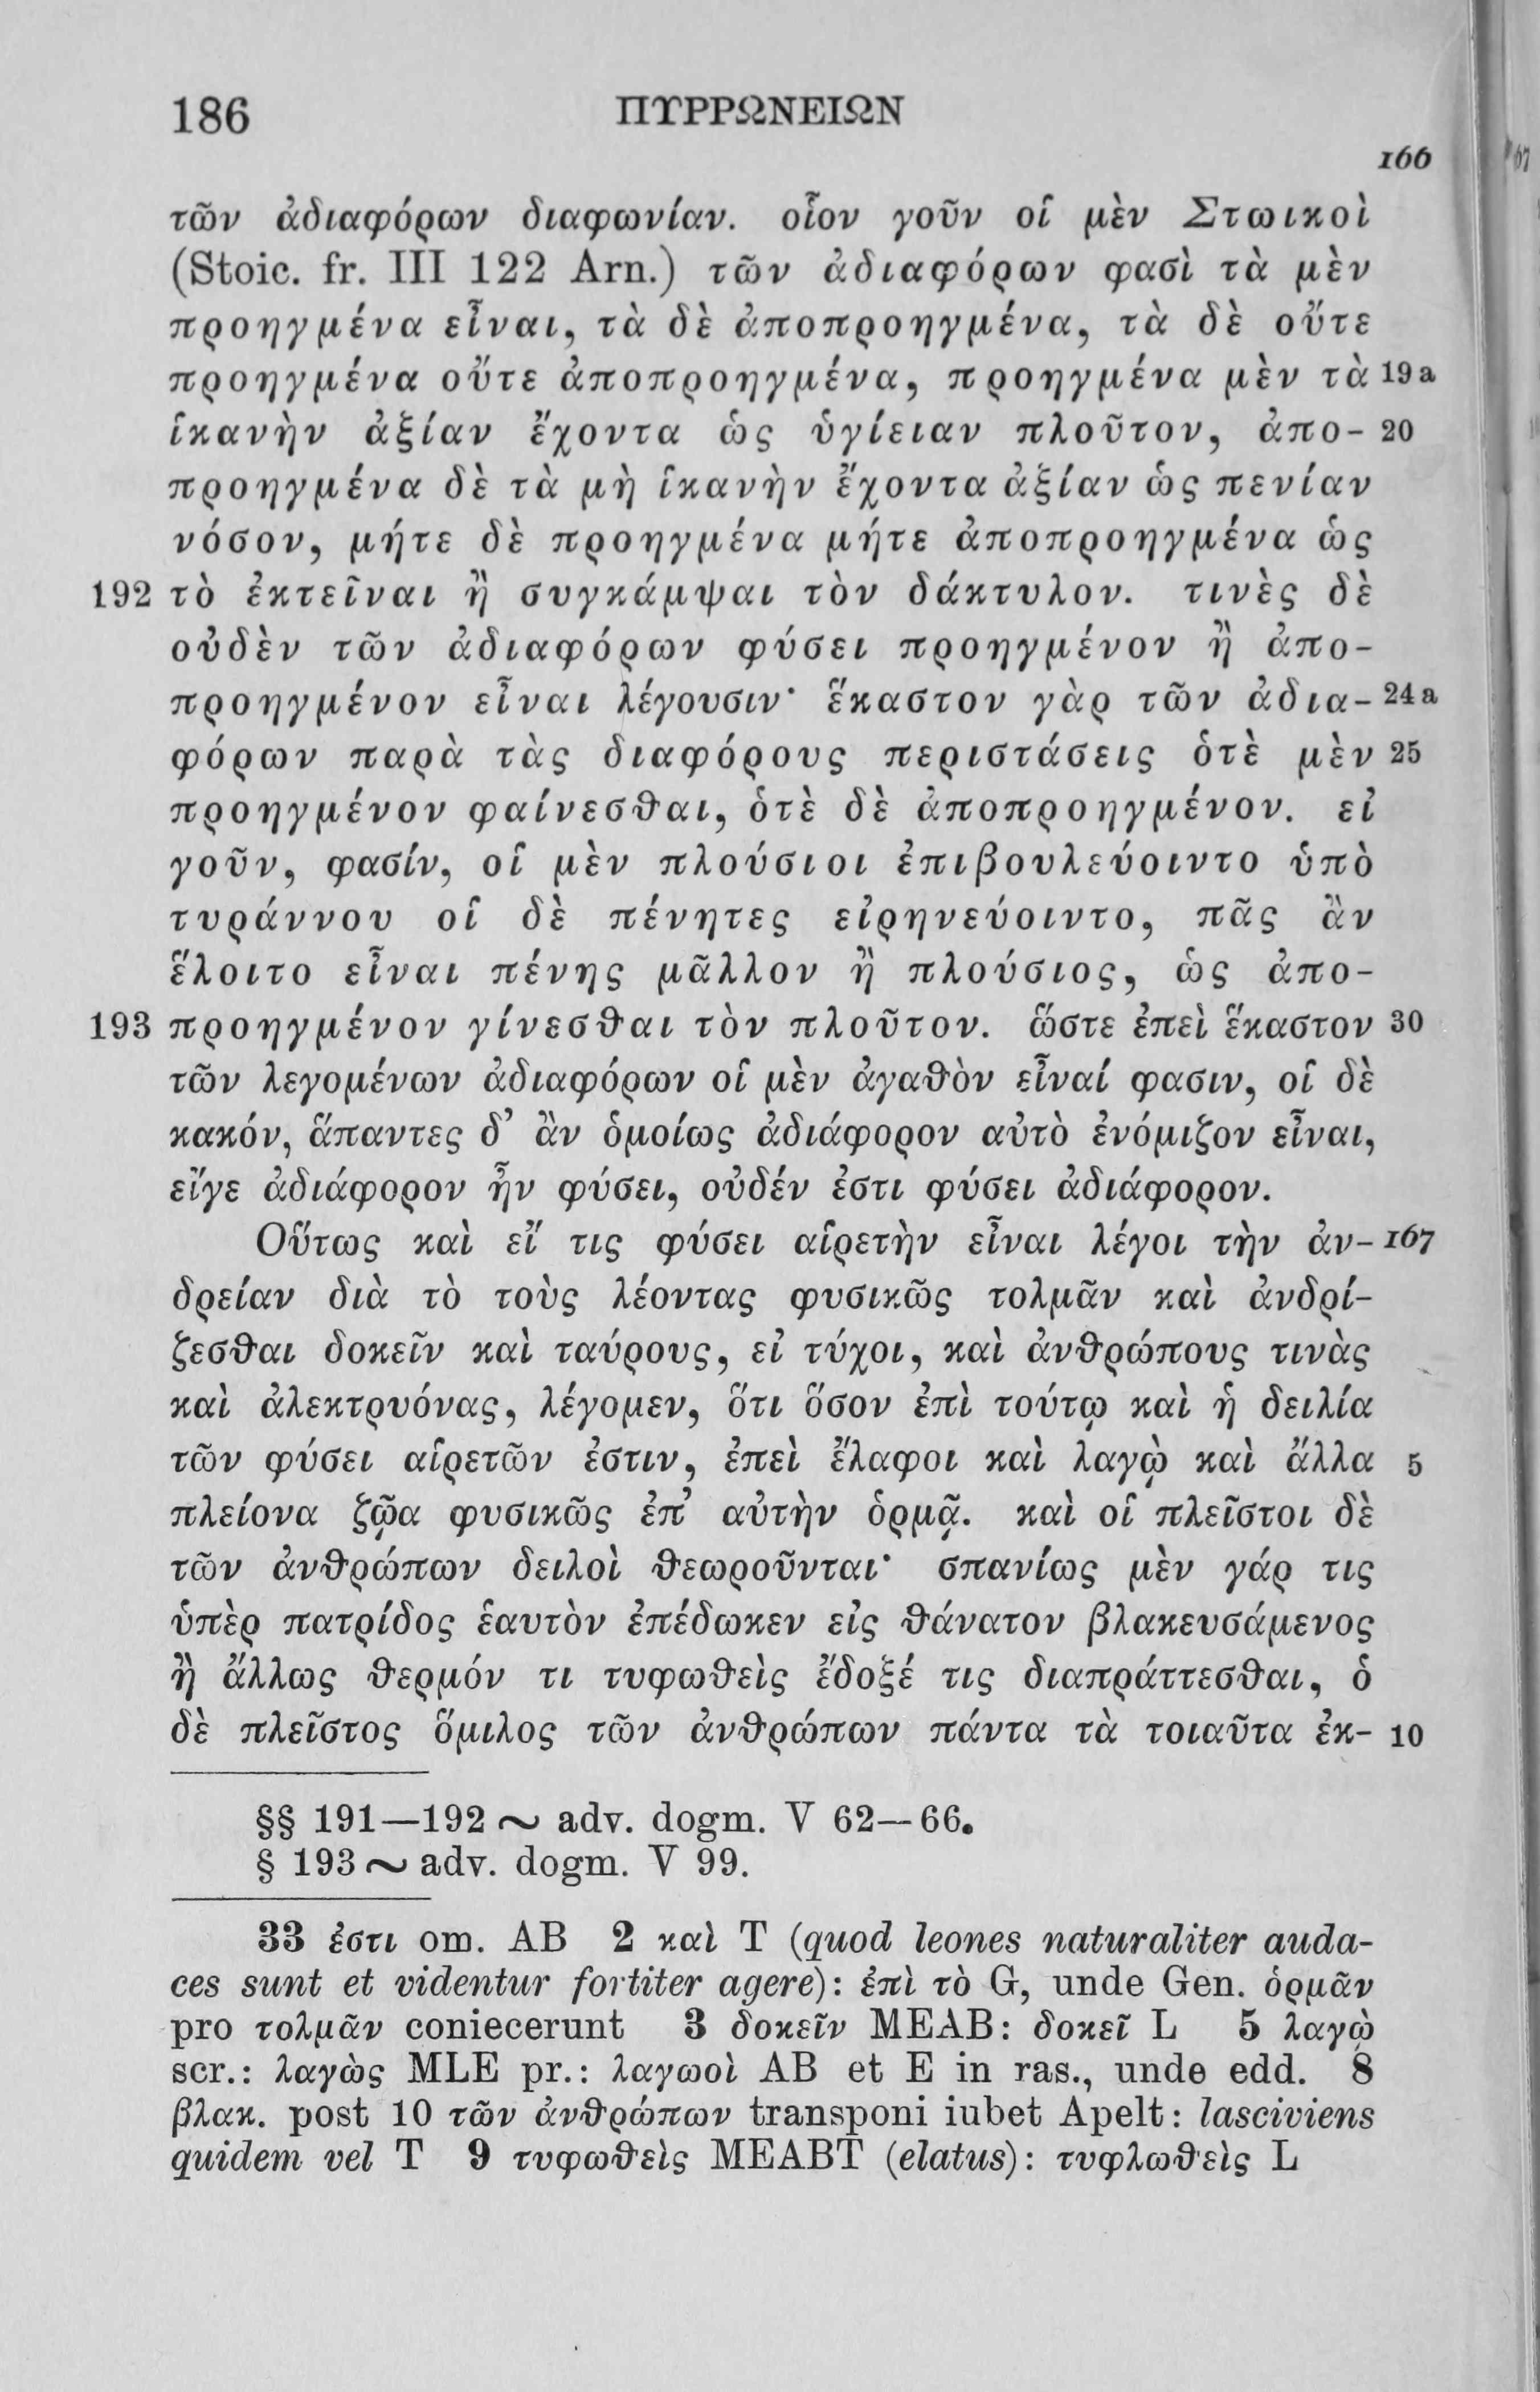 186 ΠΥΡΡΩΝΕΙΩΝ
166
τῶν ἀδιαφόρων διαφωνίαν. οἷον γοῦν οἱ μὲν Στωικοὶ
(Stoic. fr. III 122 Arn.) τῶν ἀδιαφόρων φασὶ τὰ μὲν
προηγμένα εἶναι, τὰ δὲ ἀποπροηγμένα, τὰ δὲ οὔτε
προηγμένα οὔτε ἀποπροηγμένα, προηγμένα μὲν τὰ 19a
ἱκανὴν ἀξίαν ἔχοντα ὡς ὑγίειαν πλοῦτον, ἀπο- 20
προηγμένα δὲ τὰ μὴ ἱκανὴν ἔχοντα ἀξίαν ὡς πενίαν
νόσον, μήτε δὲ προηγμένα μήτε ἀποπροηγμένα ὡς
192 τὸ ἐκτεῖναι ἢ συγκάμψαι τὸν δάκτυλον. τινὲς δὲ
οὐδὲν τῶν ἀδιαφόρων φύσει προηγμένον ἢ ἀπο-
προηγμένον εἶναι λέγουσιν· ἕκαστον γὰρ τῶν ἀδια- 24a
φόρων παρὰ τὰς διαφόρους περιστάσεις ὁτὲ μὲν 25
προηγμένον φαίνεσθαι, ὁτὲ δὲ ἀποπροηγμένον. εἰ
γοῦν, φασίν, οἱ μὲν πλούσιοι ἐπιβουλεύοιντο ὑπὸ
τυράννου οἱ δὲ πένητες εἰρηνεύοιντο, πᾶς ἂν
ἕλοιτο εἶναι πένης μᾶλλον ἢ πλούσιος, ὡς ἀπο-
193 προηγμένον γίνεσθαι τὸν πλοῦτον. ὥστε ἐπεὶ ἕκαστον 30
τῶν λεγομένων ἀδιαφόρων οἱ μὲν ἀγαθὸν εἶναί φασιν, οἱ δὲ
κακόν, ἅπαντες δ’ ἂν ὁμοίως ἀδιάφορον αὐτὸ ἐνόμιζον εἶναι,
εἴγε ἀδιάφορον ἦν φύσει, οὐδέν ἐστι φύσει ἀδιάφορον.
Οὕτως καὶ εἴ τις φύσει αἱρετὴν εἶναι λέγοι τὴν ἀν- 167
δρείαν διὰ τὸ τοὺς λέοντας φυσικῶς τολμᾶν καὶ ἀνδρί-
ζεσθαι δοκεῖν καὶ ταύρους, εἰ τύχοι, καὶ ἀνθρώπους τινὰς
καὶ ἀλεκτρυόνας, λέγομεν, ὅτι ὅσον ἐπὶ τούτῳ καὶ ἡ δειλία
τῶν φύσει αἱρετῶν ἐστιν, ἐπεὶ ἔλαφοι καὶ λαγῲ καὶ ἄλλα 5
πλείονα ζῷα φυσικῶς ἐπ’ αὐτὴν ὁρμᾷ. καὶ οἱ πλεῖστοι δὲ
τῶν ἀνθρώπων δειλοὶ θεωροῦνται· σπανίως μὲν γάρ τις
ὑπὲρ πατρίδος ἑαυτὸν ἐπέδωκεν εἰς θάνατον βλακευσάμενος
ἢ ἄλλως θερμόν τι τυφωθεὶς ἔδοξέ τις διαπράττεσθαι, ὁ
δὲ πλεῖστος ὅμιλος τῶν ἀνθρώπων πάντα τὰ τοιαῦτα ἐκ- 10
§§ 191—192 ~ adv. dogm. V 62—66.
§ 193 ~ adv. dogm. V 99.
33 ἐστι om. AB 2 καὶ T (quod leones naturaliter auda-
ces sunt et videntur fortiter agere): ἐπὶ τὸ G, unde Gen. ὁρμᾶν
pro τολμᾶν coniecerunt 3 δοκεῖν MEAB: δοκεῖ L 5 λαγῲ
scr.: λαγὼς MLE pr.: λαγωοὶ AB et E in ras., unde edd. 8
βλακ. post 10 τῶν ἀνθρώπων transponi iubet Apelt: lasciviens
quidem vel T 9 τυφωθεὶς MEABT (elatus): τυφλωθεὶς L